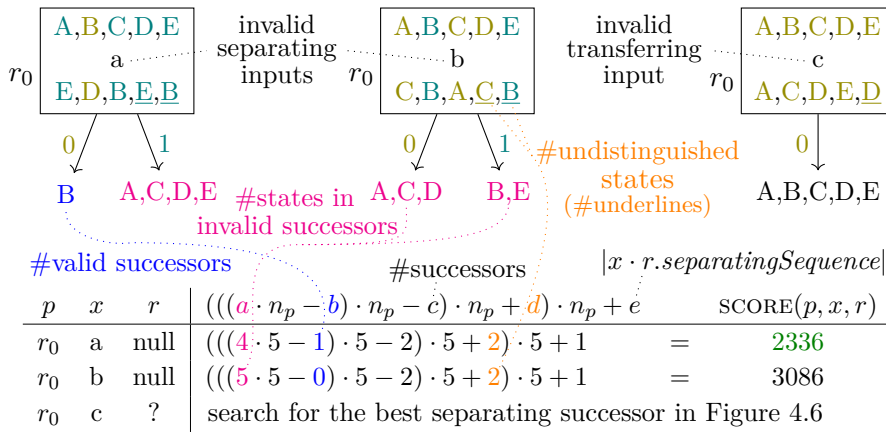 A,B,C,D,E
a
E,D,B,E,B
r₀
invalid
separating
inputs
A,B,C,D,E
b
C,B,A,C,B
r₀
invalid
transferring
input
A,B,C,D,E
c
A,C,D,E,D
r₀
0 1 0 1 0
B A,C,D,E A,C,D B,E A,B,C,D,E
#undistinguished
states
(#underlines)
#states in
invalid successors
#valid successors #successors |x · r.separatingSequence|
p x r (((a · nₚ − b) · nₚ − c) · nₚ + d) · nₚ + e SCORE(p, x, r)
r₀ a null (((4 · 5 − 1) · 5 − 2) · 5 + 2) · 5 + 1 = 2336
r₀ b null (((5 · 5 − 0) · 5 − 2) · 5 + 2) · 5 + 1 = 3086
r₀ c ? search for the best separating successor in Figure 4.6